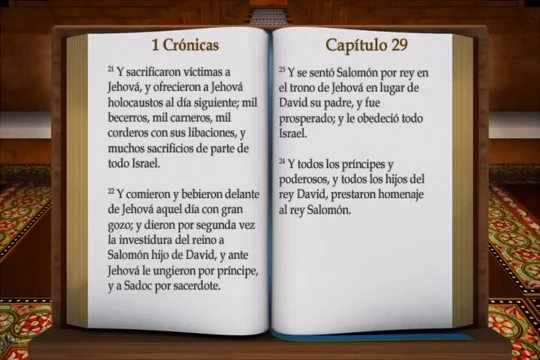 1 Crónicas
21 Y sacrificaron víctimas a
Jehová, y ofrecieron a Jehová
holocaustos al día siguiente; mil
becerros, mil carneros, mil
corderos con sus libaciones, y
muchos sacrificios de parte de
todo Israel.
22 Y comieron y bebieron delante
de Jehová aquel día con gran
gozo; y dieron por segunda vez
la investidura del reino a
Salomón hijo de David, y ante
Jehová le ungieron por príncipe,
y a Sadoc por sacerdote.
Capítulo 29
23 Y se sentó Salomón por rey en
el trono de Jehová en lugar de
David su padre, y fue
prosperado; y le obedeció todo
Israel.
24 Y todos los príncipes y
poderosos, y todos los hijos del
rey David, prestaron homenaje
al rey Salomón.